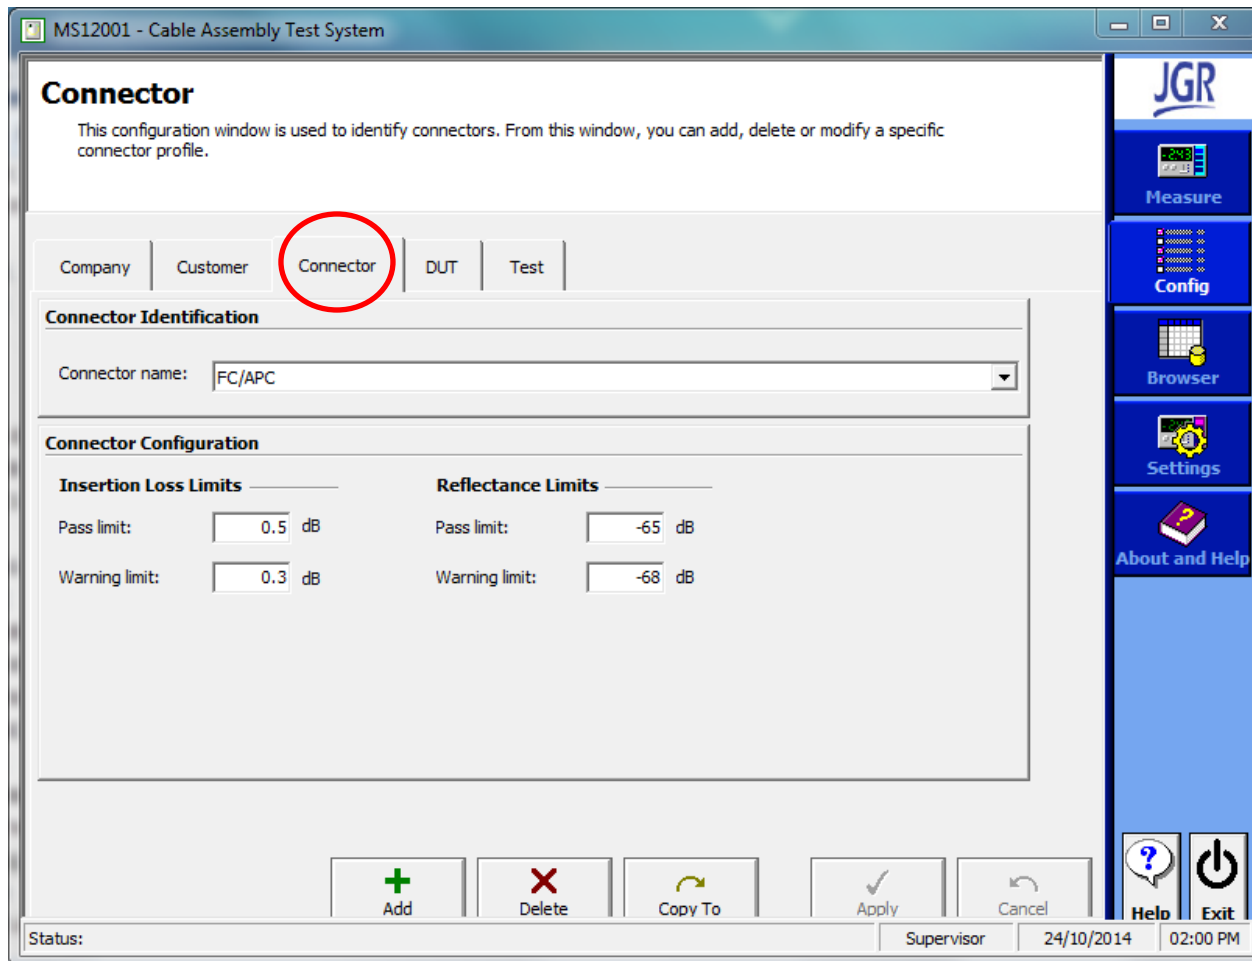 MS12001 - Cable Assembly Test System
JGR
Connector
This configuration window is used to identify connectors. From this window, you can add, delete or modify a specific
connector profile.
Measure
Config
Browser
Settings
About and Help
Company Customer Connector DUT Test
Connector Identification
Connector name: FC/APC
Connector Configuration
Insertion Loss Limits Reflectance Limits
Pass limit: 0.5 dB Pass limit: -65 dB
Warning limit: 0.3 dB Warning limit: -68 dB
Add Delete Copy To Apply Cancel
Help Exit
Status: Supervisor 24/10/2014 02:00 PM